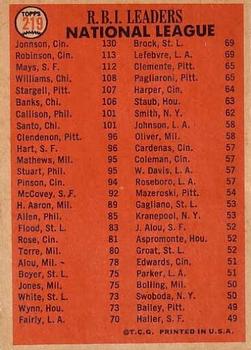 TOPPS
219
R.B.I. LEADERS
NATIONAL LEAGUE
Johnson, Cin. 130
Robinson, Cin. 113
Mays, S. F. 112
Williams, Chi. 108
Stargell, Pitt. 107
Banks, Chi. 106
Callison, Phil. 101
Santo, Chi. 101
Clendenon, Pitt. 96
Hart, S. F. 96
Mathews, Mil. 95
Stuart, Phil. 95
Pinson, Cin. 94
McCovey, S. F. 92
H. Aaron, Mil. 89
Allen, Phil. 85
Flood, St. L. 83
Rose, Cin. 81
Torre, Mil. 80
Alou, Mil. 78
Boyer, St. L. 75
Jones, Mil. 75
White, St. L. 73
Wynn, Houst. 73
Fairly, L. A. 70
Brock, St. L. 69
Lefebvre, L. A. 69
Clemente, Pitt. 65
Pagliaroni, Pitt. 65
Harper, Cin. 64
Staub, Hou. 63
Smith, N. Y. 62
Johnson, L. A. 58
Oliver, Mil. 58
Cardenas, Cin. 57
Coleman, Cin. 57
W. Davis, L. A. 57
Roseboro, L. A. 57
Mazeroski, Pitt. 54
Gagliano, St. L. 53
Kranepool, N. Y. 53
J. Alou, S. F. 52
Aspromonte, Hou. 52
Groat, St. L. 52
Edwards, Cin. 51
Parker, L. A. 51
Bolling, Mil. 50
Swoboda, N. Y. 50
Bailey, Pitt. 49
Haller, S. F. 49
©T.C.G. PRINTED IN U.S.A.